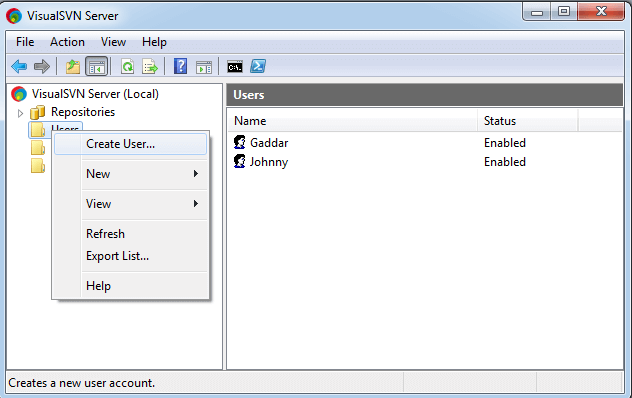 VisualSVN Server
File Action View Help
VisualSVN Server (Local)
Repositories
Users
Create User...
New
View
Refresh
Export List...
Help
Users
Name Status
Gaddar Enabled
Johnny Enabled
Creates a new user account.